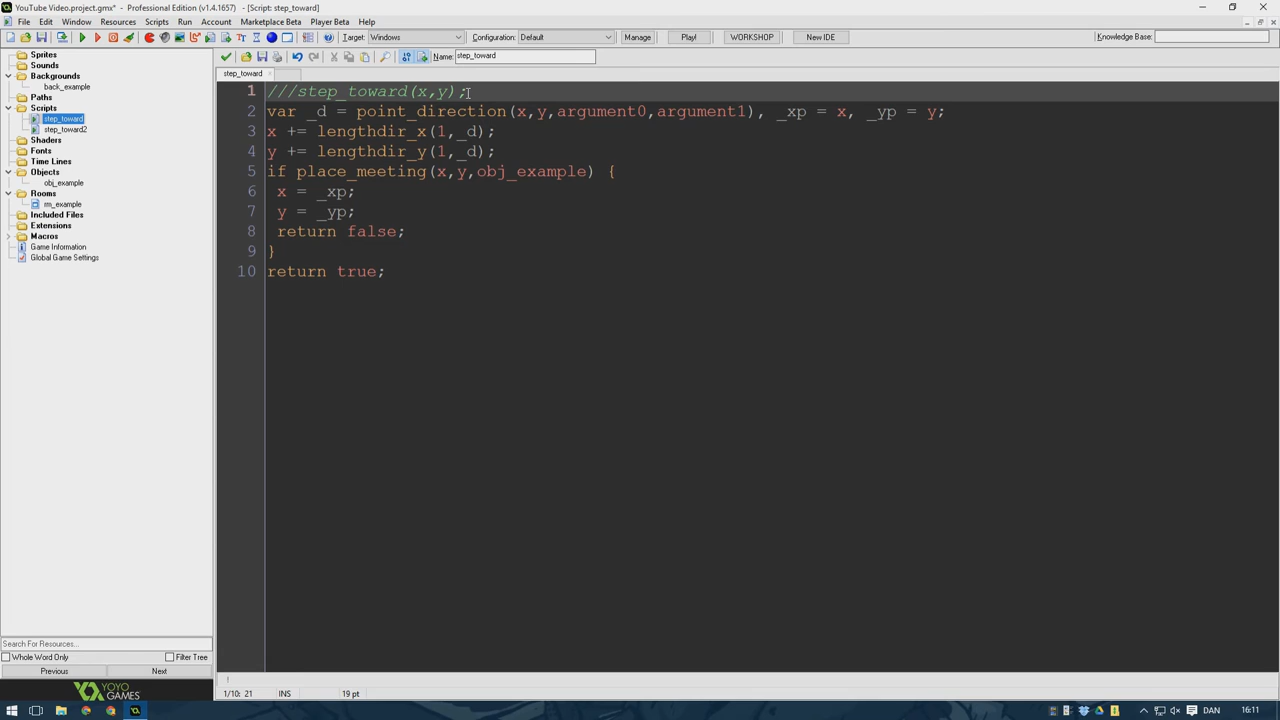 YouTube Video.project.gmx* - Professional Edition (v1.4.1657) - [Script: step_toward]
File Edit Window Resources Scripts Run Account Marketplace Beta Player Beta Help
Target: Windows Configuration: Default Manage Play! WORKSHOP New IDE Knowledge Base:
Name: step_toward
step_toward
Sprites
Sounds
Backgrounds
back_example
Paths
Scripts
step_toward
step_toward2
Shaders
Fonts
Time Lines
Objects
obj_example
Rooms
rm_example
Included Files
Extensions
Macros
Game Information
Global Game Settings
1 ///step_toward(x,y);
2 var _d = point_direction(x,y,argument0,argument1), _xp = x, _yp = y;
3 x += lengthdir_x(1,_d);
4 y += lengthdir_y(1,_d);
5 if place_meeting(x,y,obj_example) {
6 x = _xp;
7 y = _yp;
8 return false;
9 }
10 return true;
Search For Resources...
Whole Word Only Filter Tree
Previous Next
YOYO GAMES
1/10: 21 INS 19 pt
DAN 16:11